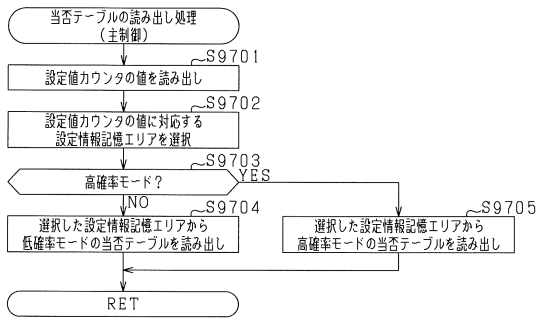 当否テーブルの読み出し処理
(主制御)
S9701
設定値カウンタの値を読み出し
S9702
設定値カウンタの値に対応する
設定情報記憶エリアを選択
S9703
高確率モード?
YES
NO
S9704
選択した設定情報記憶エリアから
低確率モードの当否テーブルを読み出し
S9705
選択した設定情報記憶エリアから
高確率モードの当否テーブルを読み出し
RET